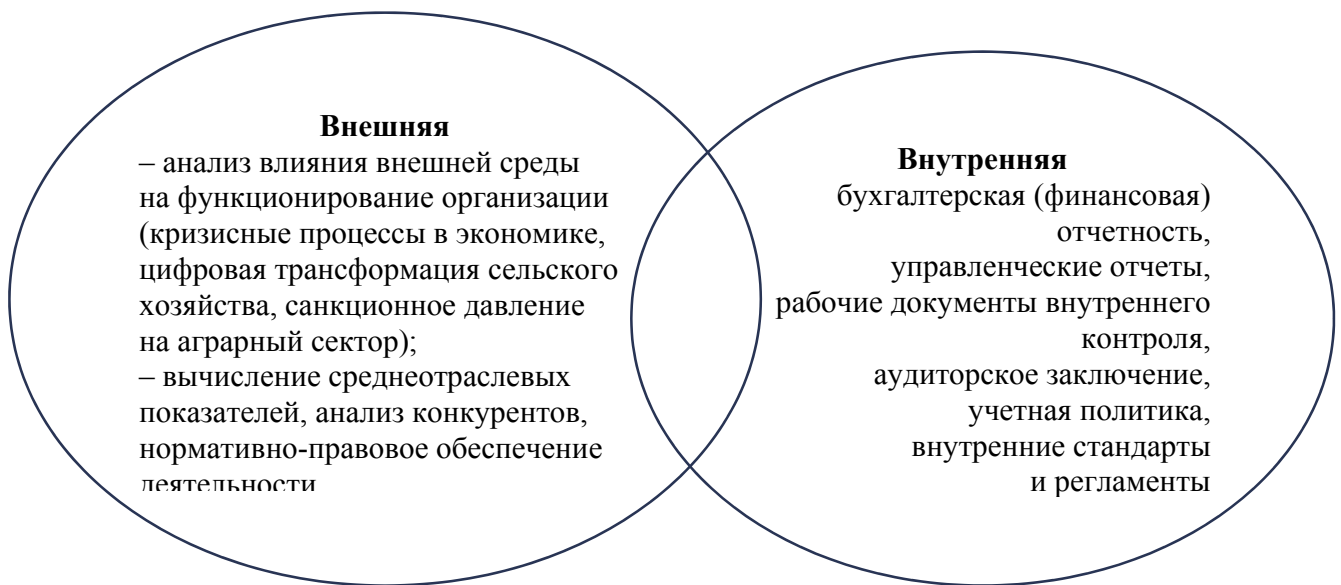 Внешняя
– анализ влияния внешней среды
на функционирование организации
(кризисные процессы в экономике,
цифровая трансформация сельского
хозяйства, санкционное давление
на аграрный сектор);
– вычисление среднеотраслевых
показателей, анализ конкурентов,
нормативно-правовое обеспечение
деятельности
Внутренняя
бухгалтерская (финансовая)
отчетность,
управленческие отчеты,
рабочие документы внутреннего
контроля,
аудиторское заключение,
учетная политика,
внутренние стандарты
и регламенты